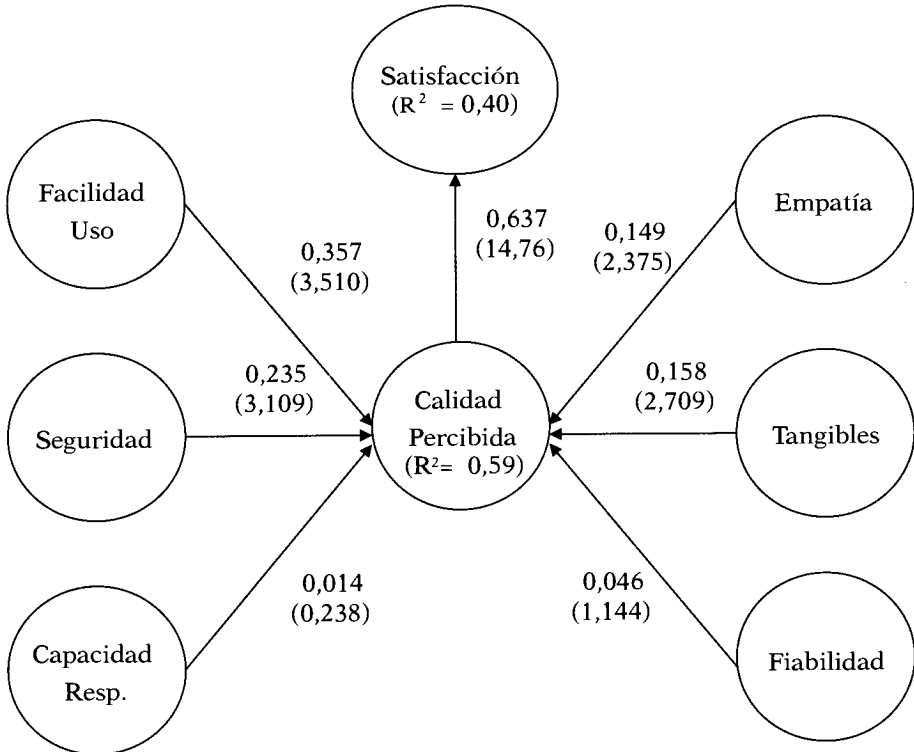 Satisfacción
(R² = 0,40)
Facilidad
Uso
Empatía
0,637
(14,76)
0,357
(3,510)
0,149
(2,375)
0,235
(3,109)
0,158
(2,709)
Seguridad
Calidad
Percibida
(R²= 0,59)
Tangibles
0,014
(0,238)
0,046
(1,144)
Capacidad
Resp.
Fiabilidad